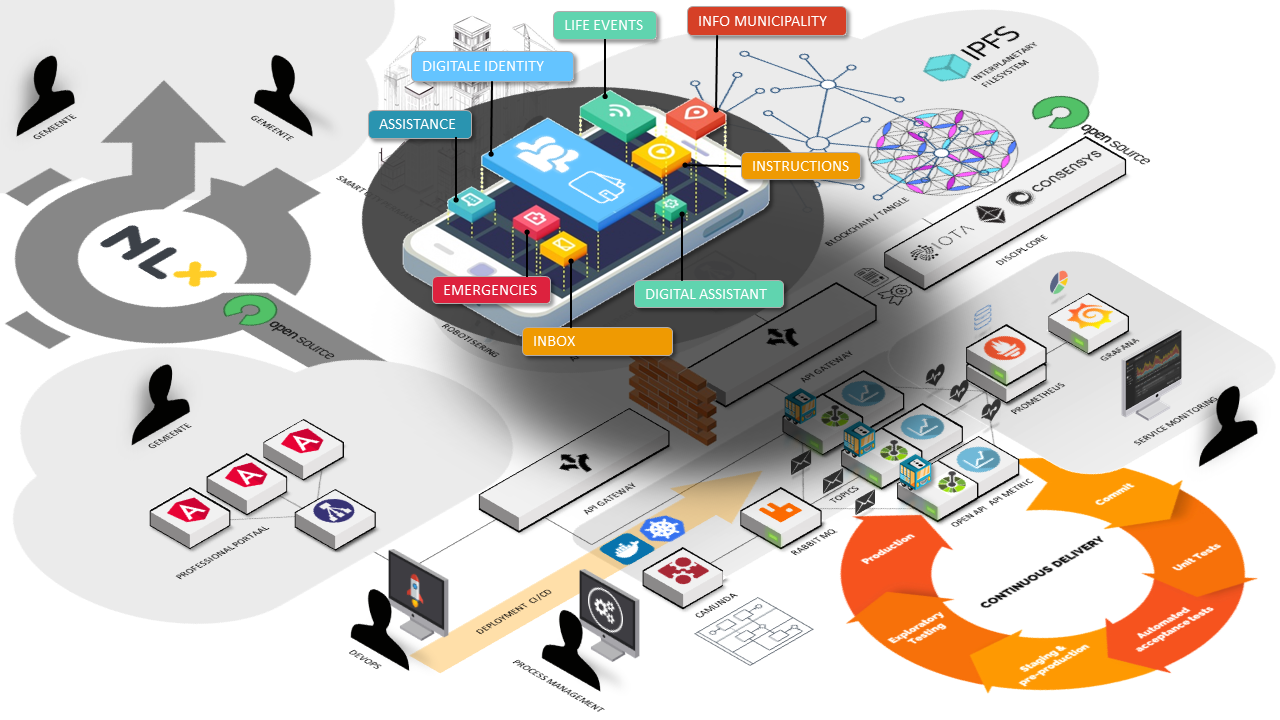 LIFE EVENTS
INFO MUNICIPALITY
DIGITALE IDENTITY
ASSISTANCE
INSTRUCTIONS
EMERGENCIES
DIGITAL ASSISTANT
INBOX
GEMEENTE
GEMEENTE
GEMEENTE
NL+
open source
SMART
ROBOTISERING
IPFS
INTERPLANETARY
FILESYSTEM
open source
BLOCKCHAIN / TANGLE
IOTA
CONSENSYS
DISCIPL CORE
API GATEWAY
API GATEWAY
GRAFANA
PROMETHEUS
SERVICE MONITORING
PROFESSIONAL PORTAAL
TOPICS
OPEN API
API METRIC
RABBIT MQ
CAMUNDA
DEPLOYMENT CI/CD
DEVOPS
PROCESS MANAGEMENT
CONTINUOUS DELIVERY
Commit
Unit Tests
Automated
acceptance tests
Staging &
pre-production
Exploratory
Testing
Production